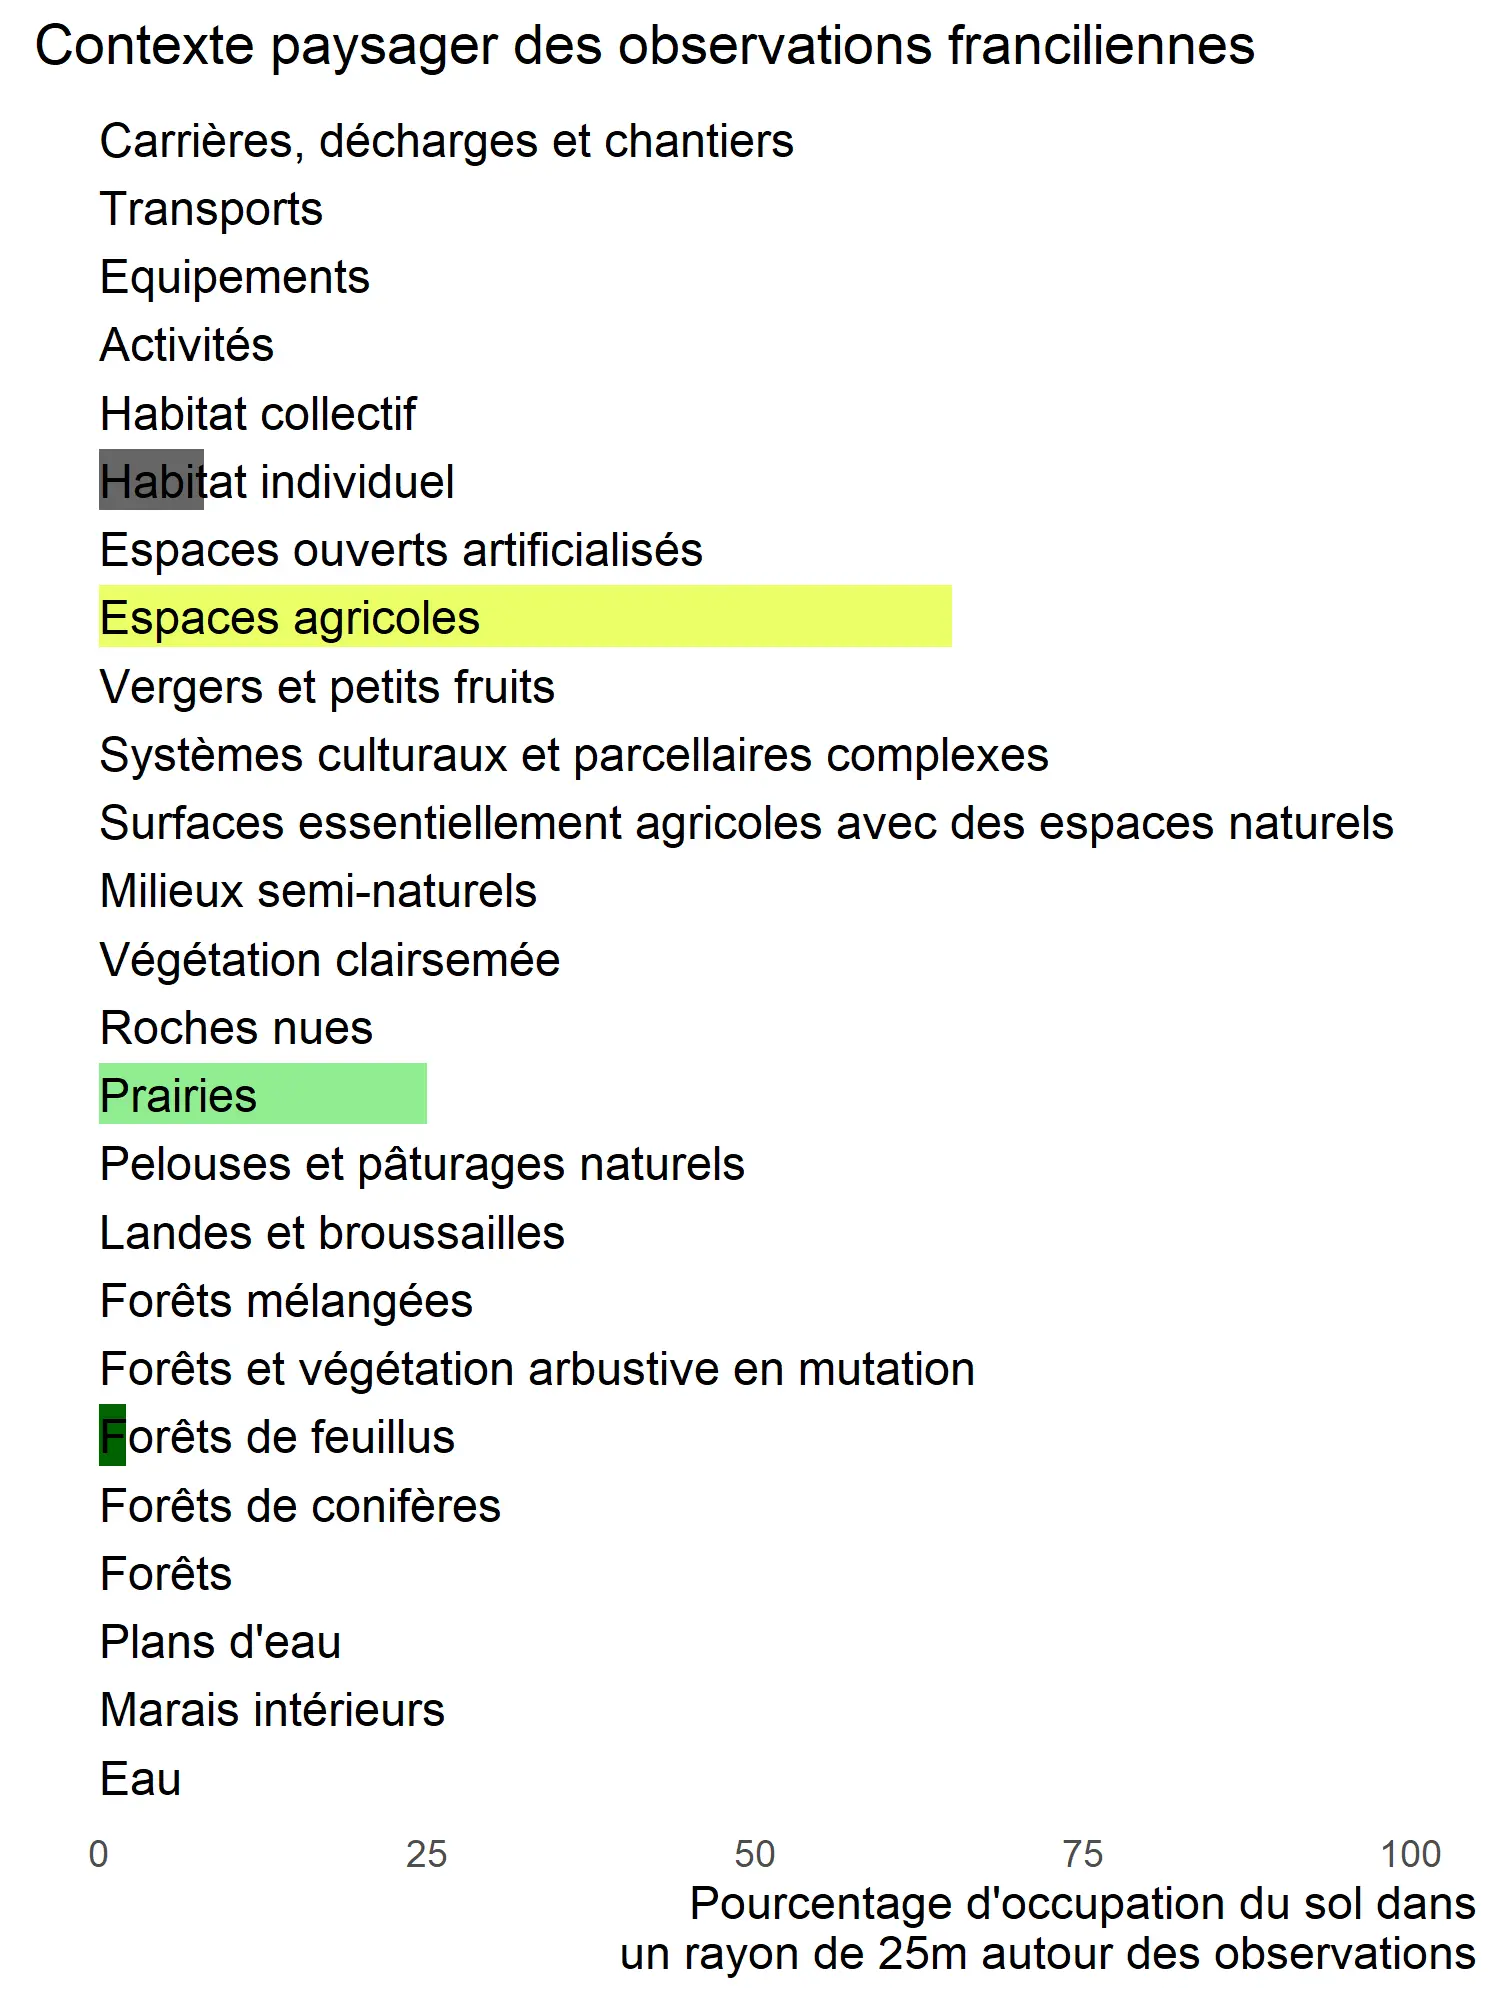 Contexte paysager des observations franciliennes
Carrières, décharges et chantiers
Transports
Equipements
Activités
Habitat collectif
Habitat individuel
Espaces ouverts artificialisés
Espaces agricoles
Vergers et petits fruits
Systèmes culturaux et parcellaires complexes
Surfaces essentiellement agricoles avec des espaces naturels
Milieux semi-naturels
Végétation clairsemée
Roches nues
Prairies
Pelouses et pâturages naturels
Landes et broussailles
Forêts mélangées
Forêts et végétation arbustive en mutation
Forêts de feuillus
Forêts de conifères
Forêts
Plans d'eau
Marais intérieurs
Eau
0 25 50 75 100
Pourcentage d'occupation du sol dans
un rayon de 25m autour des observations